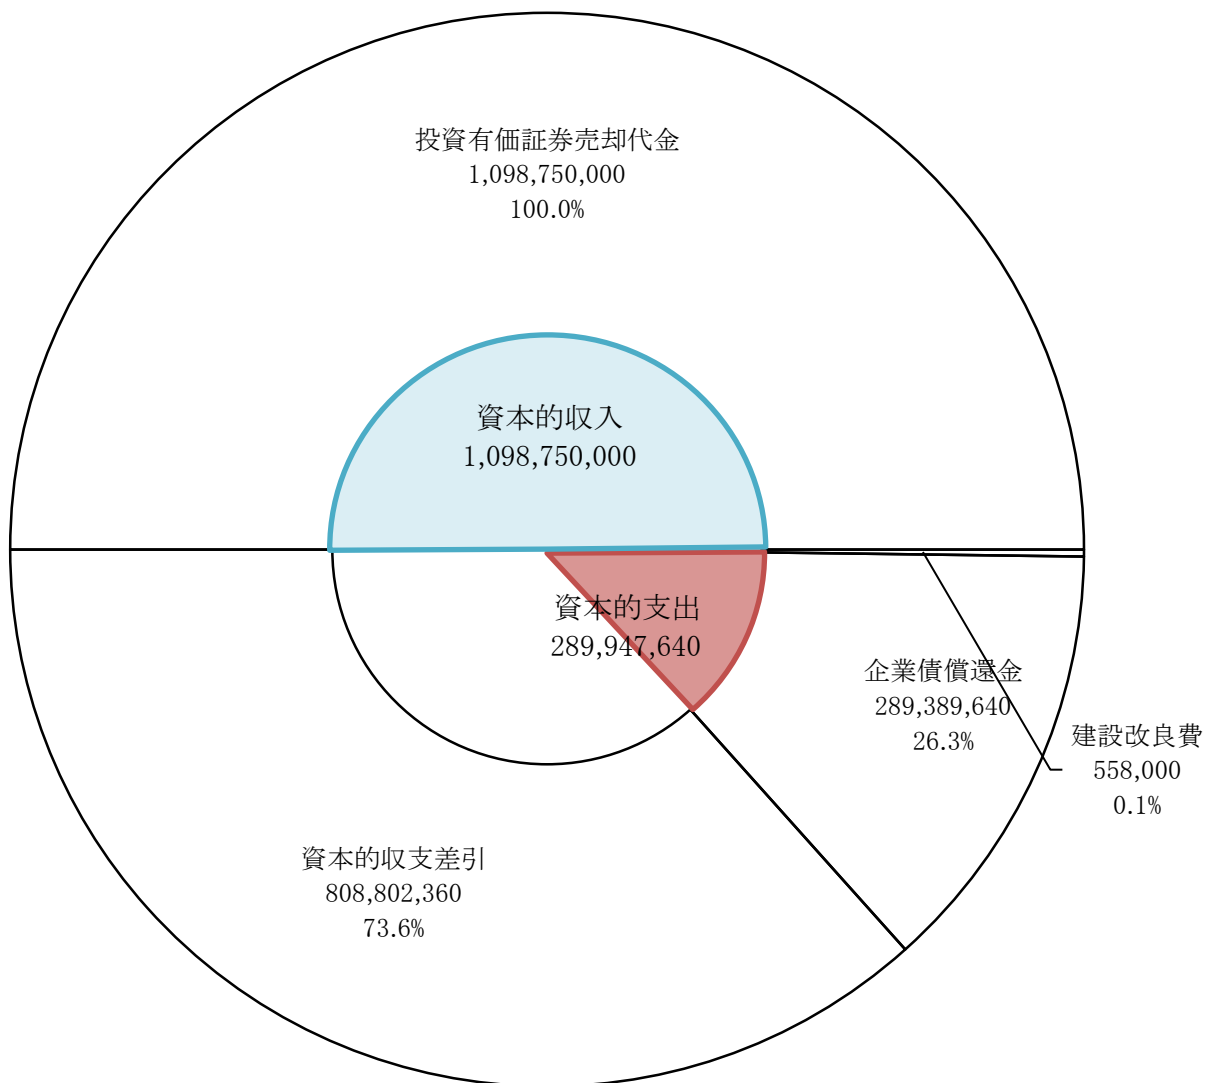 投資有価証券売却代金
1,098,750,000
100.0%
資本的収入
1,098,750,000
資本的支出
289,947,640
企業債償還金
289,389,640
26.3%
建設改良費
558,000
0.1%
資本的収支差引
808,802,360
73.6%